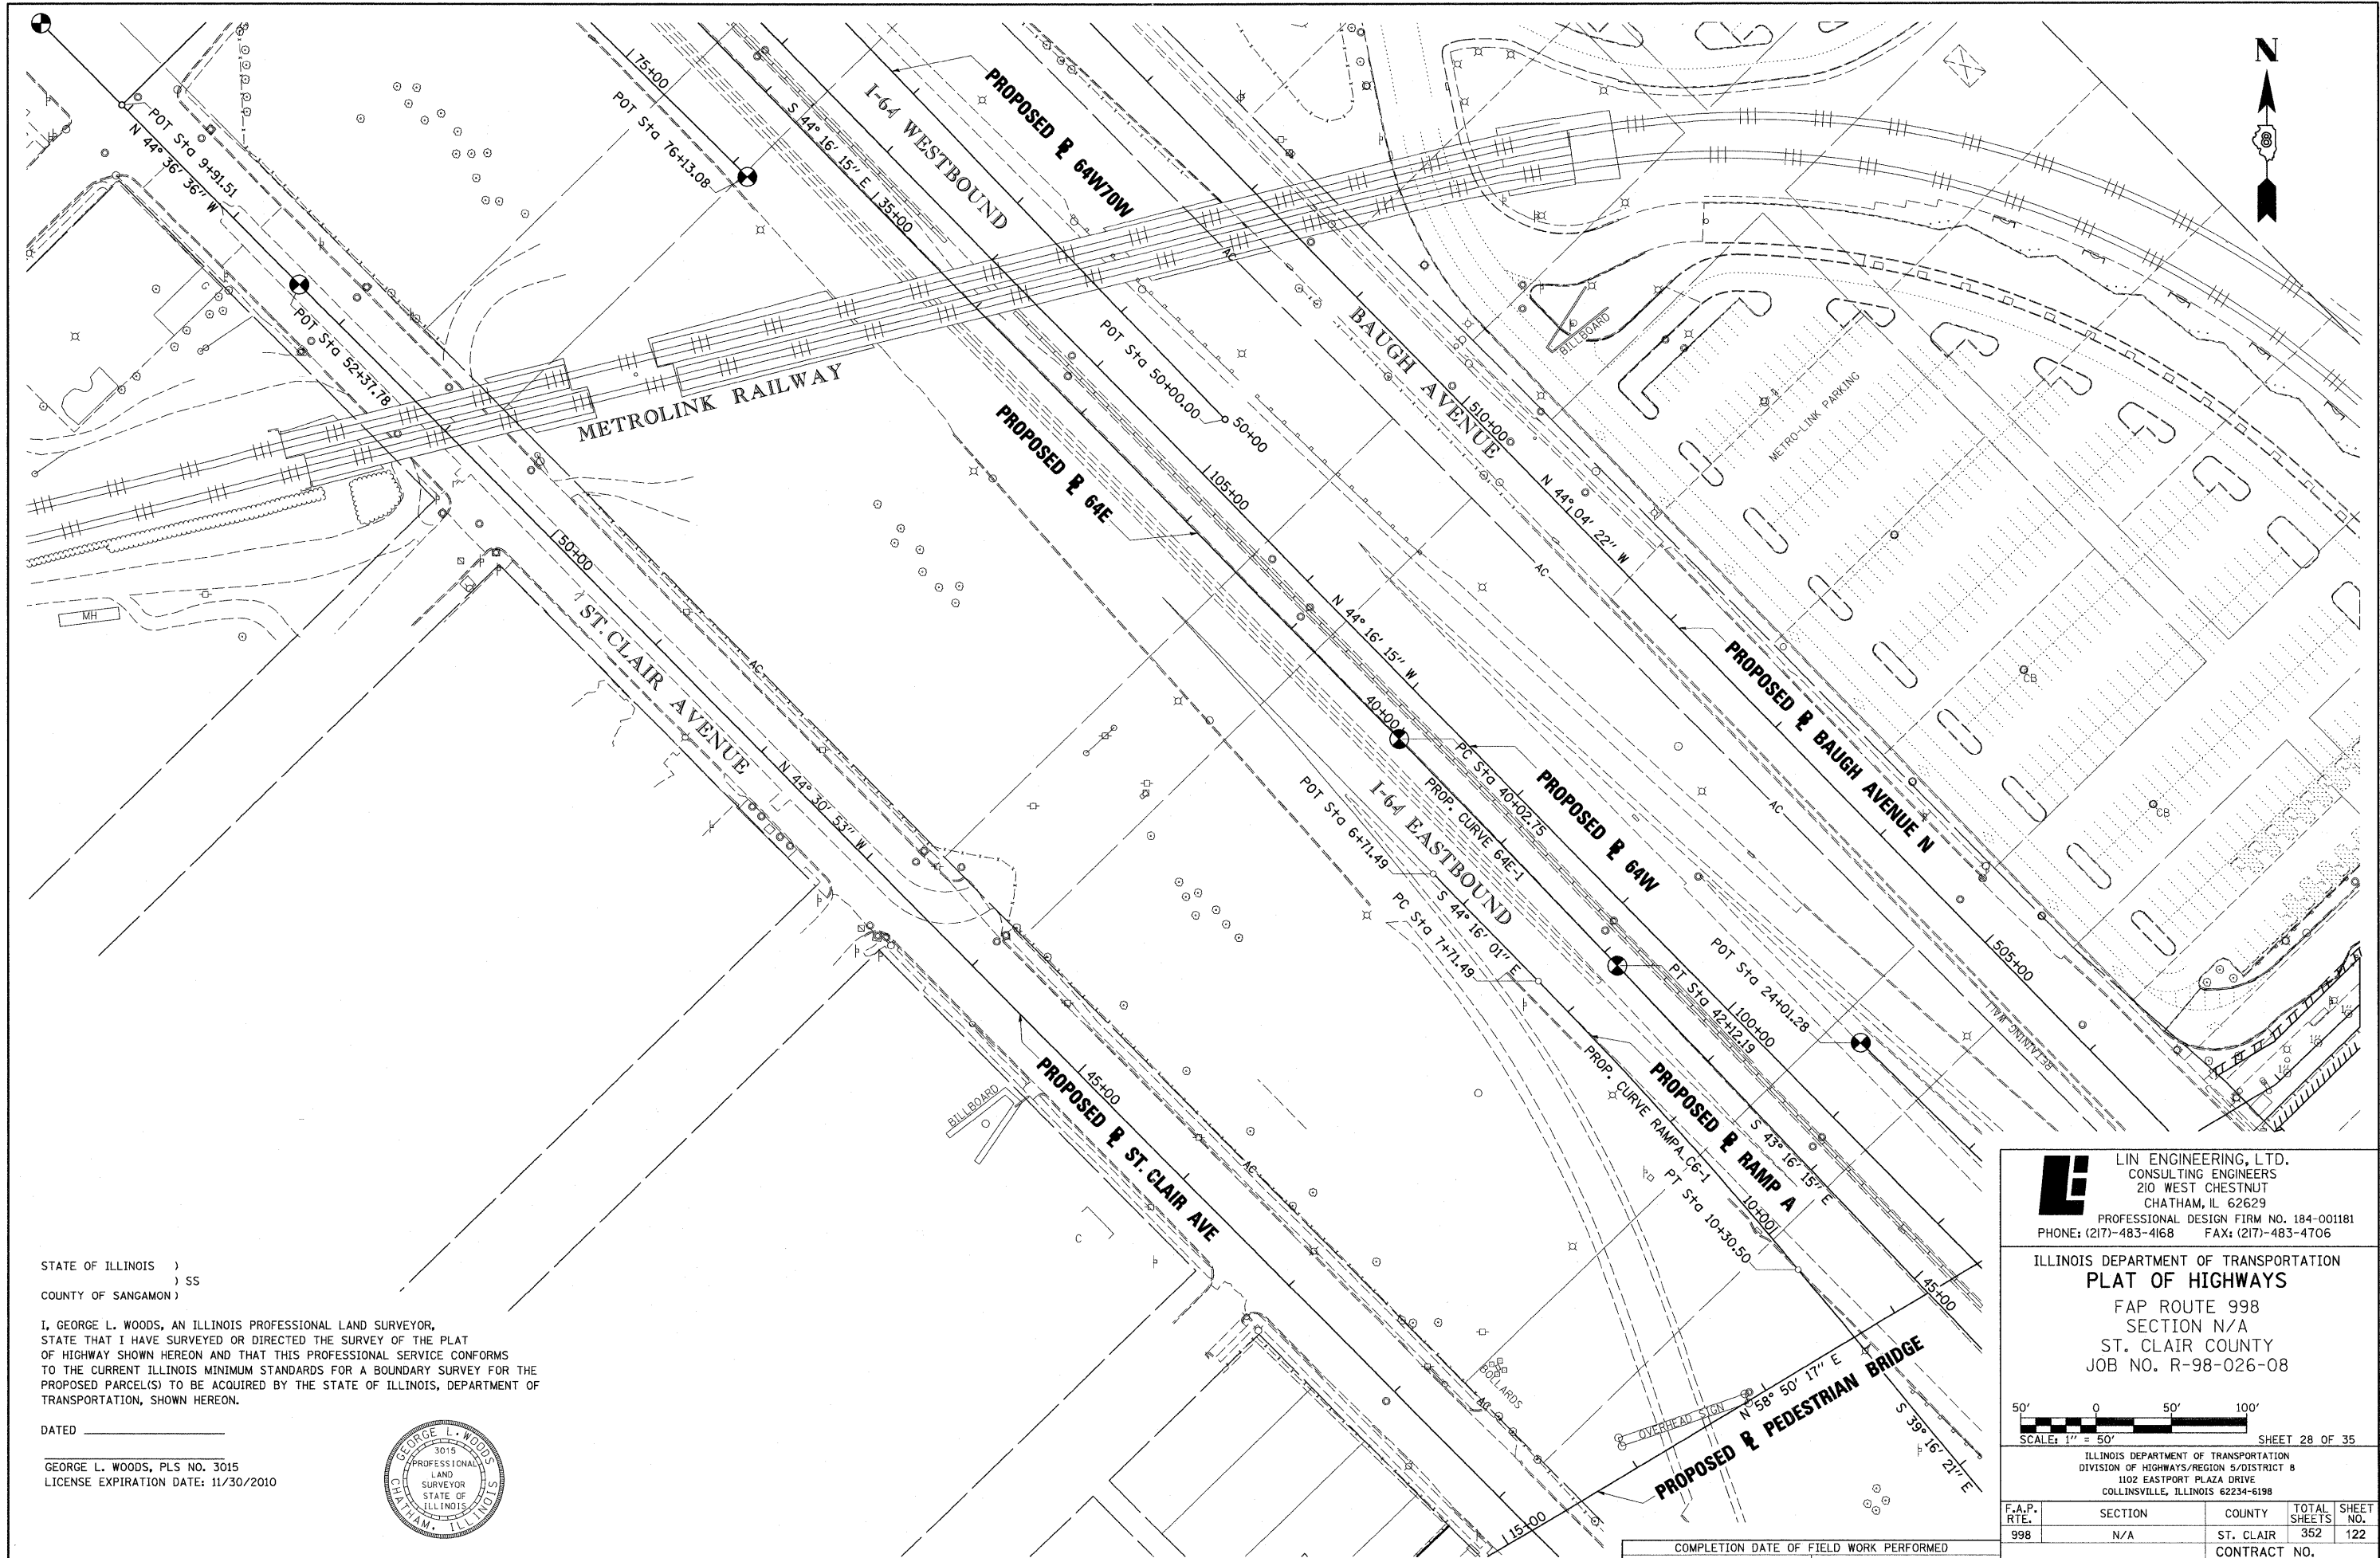 N
8
75+00
POT Sta 76+13.08
S 44° 16' 15" E
35+00
I-64 WESTBOUND
PROPOSED ℄ 64W70W
POT Sta 9+91.51
N 44° 36' 36" W
POT Sta 52+37.78
G
METROLINK RAILWAY
AC
BAUGH AVENUE
BILLBOARD
METRO-LINK PARKING
POT Sta 50+00.00
50+00
510+00
N 44° 04' 22" W
PROPOSED ℄ 64E
105+00
AC
50+00
MH
ST. CLAIR AVENUE
AC
N 44° 16' 15" W
PROPOSED ℄ BAUGH AVENUE N
CB
40+00
PC Sta 40+02.75
PROP. CURVE 64E-1
PROPOSED ℄ 64W
AC
CB
N 44° 30' 53" W
POT Sta 6+71.49
I-64 EASTBOUND
S 44° 16' 01" E
PC Sta 7+71.49
505+00
RETAINING WALL
POT Sta 24+01.28
PT Sta 42+12.19
100+00
PROPOSED ℄ ST. CLAIR AVE
45+00
BILLBOARD
PROP. CURVE RAMPA_C6-1
PROPOSED ℄ RAMP A
S 43° 16' 15" E
PT Sta 10+30.50
10+00
AC
C
45+00
BOLLARDS
AC
OVERHEAD SIGN
N 58° 50' 17" E
PROPOSED ℄ PEDESTRIAN BRIDGE
S 39° 16' 21" E
15+00
STATE OF ILLINOIS )
) SS
COUNTY OF SANGAMON )
I, GEORGE L. WOODS, AN ILLINOIS PROFESSIONAL LAND SURVEYOR,
STATE THAT I HAVE SURVEYED OR DIRECTED THE SURVEY OF THE PLAT
OF HIGHWAY SHOWN HEREON AND THAT THIS PROFESSIONAL SERVICE CONFORMS
TO THE CURRENT ILLINOIS MINIMUM STANDARDS FOR A BOUNDARY SURVEY FOR THE
PROPOSED PARCEL(S) TO BE ACQUIRED BY THE STATE OF ILLINOIS, DEPARTMENT OF
TRANSPORTATION, SHOWN HEREON.
DATED
GEORGE L. WOODS, PLS NO. 3015
LICENSE EXPIRATION DATE: 11/30/2010
GEORGE L. WOODS
3015
PROFESSIONAL
LAND
SURVEYOR
STATE OF
ILLINOIS
CHATHAM, ILLINOIS
LIN ENGINEERING, LTD.
CONSULTING ENGINEERS
210 WEST CHESTNUT
CHATHAM, IL 62629
PROFESSIONAL DESIGN FIRM NO. 184-001181
PHONE: (217)-483-4168 FAX: (217)-483-4706
ILLINOIS DEPARTMENT OF TRANSPORTATION
PLAT OF HIGHWAYS
FAP ROUTE 998
SECTION N/A
ST. CLAIR COUNTY
JOB NO. R-98-026-08
50' 0 50' 100'
SCALE: 1" = 50' SHEET 28 OF 35
ILLINOIS DEPARTMENT OF TRANSPORTATION
DIVISION OF HIGHWAYS/REGION 5/DISTRICT 8
1102 EASTPORT PLAZA DRIVE
COLLINSVILLE, ILLINOIS 62234-6198
F.A.P. RTE. SECTION COUNTY TOTAL SHEETS SHEET NO.
998 N/A ST. CLAIR 352 122
CONTRACT NO.
COMPLETION DATE OF FIELD WORK PERFORMED